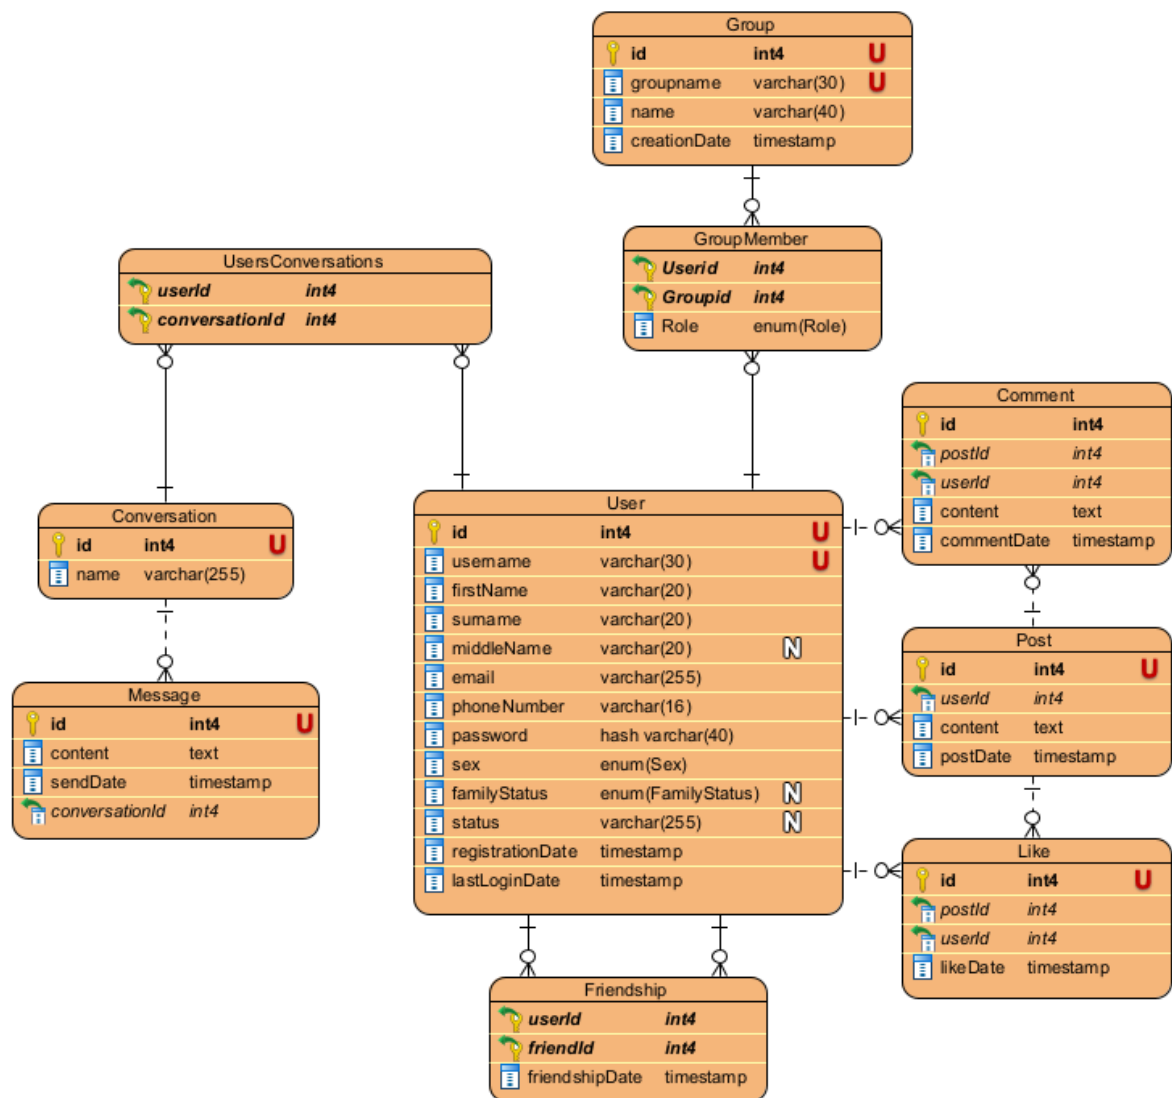 Group
id int4 U
groupname varchar(30) U
name varchar(40)
creationDate timestamp
GroupMember
Userid int4
Groupid int4
Role enum(Role)
UsersConversations
userId int4
conversationId int4
Conversation
id int4 U
name varchar(255)
Message
id int4 U
content text
sendDate timestamp
conversationId int4
User
id int4 U
username varchar(30) U
firstName varchar(20)
surname varchar(20)
middleName varchar(20) N
email varchar(255)
phoneNumber varchar(16)
password hash varchar(40)
sex enum(Sex)
familyStatus enum(FamilyStatus) N
status varchar(255) N
registrationDate timestamp
lastLoginDate timestamp
Comment
id int4
postId int4
userId int4
content text
commentDate timestamp
Post
id int4 U
userId int4
content text
postDate timestamp
Like
id int4 U
postId int4
userId int4
likeDate timestamp
Friendship
userId int4
friendId int4
friendshipDate timestamp